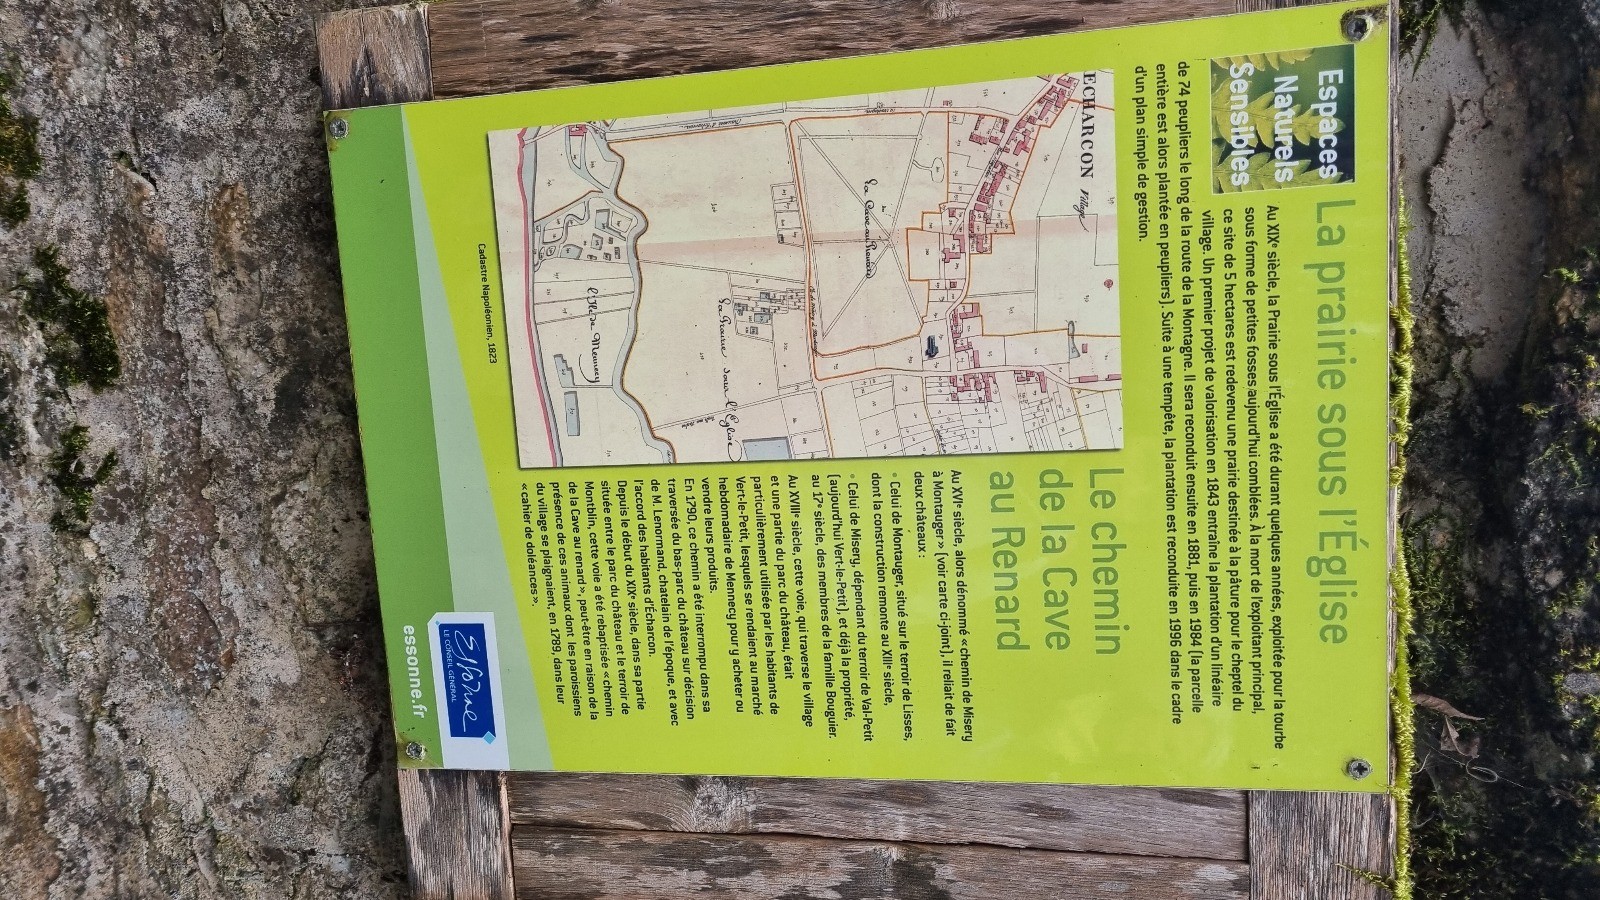 Espaces
Naturels
Sensibles
La prairie sous l'Église
Au XIXᵉ siècle, la Prairie sous l'Église a été durant quelques années, exploitée pour la tourbe
sous forme de petites fosses aujourd'hui comblées. À la mort de l'exploitant principal,
ce site de 5 hectares est redevenu une prairie destinée à la pâture pour le cheptel du
village. Un premier projet de valorisation en 1843 entraîne la plantation d'un linéaire
de 74 peupliers le long de la route de la Montagne. Il sera reconduit ensuite en 1881, puis en 1984 (la parcelle
entière est alors plantée en peupliers). Suite à une tempête, la plantation est reconduite en 1996 dans le cadre
d'un plan simple de gestion.
ECHARCON Village
La Cave au Renard
La Prairie sous l'Eglise
l'Ile de Mennecy
Cadastre Napoléonien, 1823
Le chemin
de la Cave
au Renard
Au XVIᵉ siècle, alors dénommé « chemin de Misery
à Montauger » (voir carte ci-joint), il reliait de fait
deux châteaux :
• Celui de Montauger, situé sur le terroir de Lisses,
dont la construction remonte au XIIIᵉ siècle,
• Celui de Misery, dépendant du terroir de Val-Petit
(aujourd'hui Vert-le-Petit), et déjà la propriété,
au 17ᵉ siècle, des membres de la famille Bouguier.
Au XVIIIᵉ siècle, cette voie, qui traverse le village
et une partie du parc du château, était
particulièrement utilisée par les habitants de
Vert-le-Petit, lesquels se rendaient au marché
hebdomadaire de Mennecy pour y acheter ou
vendre leurs produits.
En 1790, ce chemin a été interrompu dans sa
traversée du bas-parc du château sur décision
de M. Lenormand, chatelain de l'époque, et avec
l'accord des habitants d'Echarcon.
Depuis le début du XIXᵉ siècle, dans sa partie
située entre le parc du château et le terroir de
Montblin, cette voie a été rebaptisée « chemin
de la Cave au renard », peut-être en raison de la
présence de ces animaux dont les paroissiens
du village se plaignaient, en 1789, dans leur
« cahier de doléances ».
Essonne
LE CONSEIL GÉNÉRAL
essonne.fr